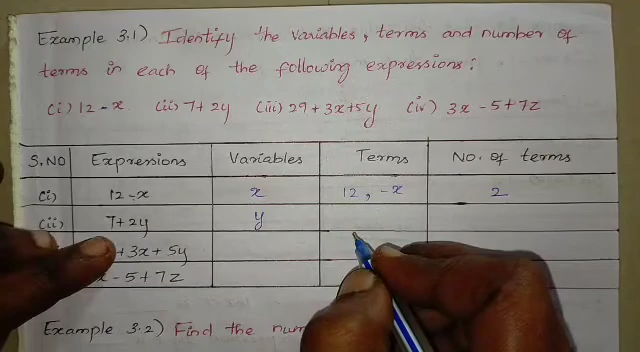 Example 3.1) Identify the variables, terms and number of
terms in each of the following expressions:
(i) 12 - x (ii) 7 + 2y (iii) 29 + 3x + 5y (iv) 3x - 5 + 7z
S.NO Expressions Variables Terms No. of terms
(i) 12 - x x 12, -x 2
(ii) 7 + 2y y
+ 3x + 5y
x - 5 + 7z
Example 3.2) Find the num